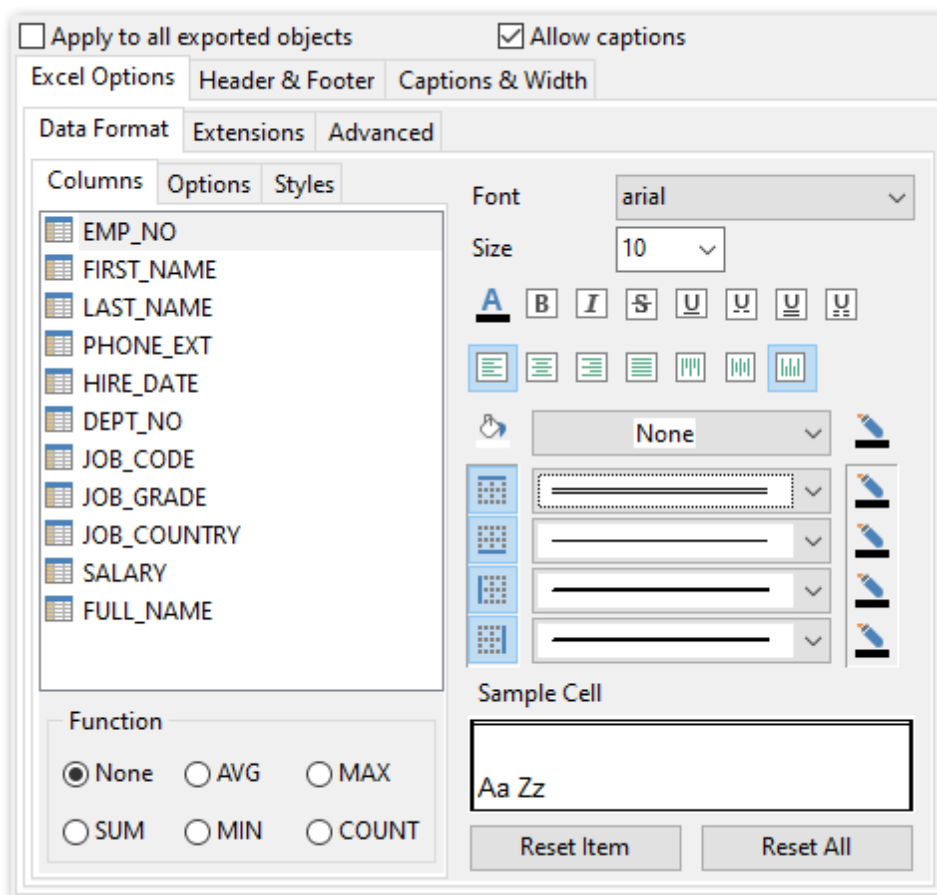 Apply to all exported objects Allow captions
Excel Options Header & Footer Captions & Width
Data Format Extensions Advanced
Columns Options Styles
EMP_NO
FIRST_NAME
LAST_NAME
PHONE_EXT
HIRE_DATE
DEPT_NO
JOB_CODE
JOB_GRADE
JOB_COUNTRY
SALARY
FULL_NAME
Function
None AVG MAX
SUM MIN COUNT
Font arial
Size 10
A B I S U U U U
None
Sample Cell
Aa Zz
Reset Item Reset All